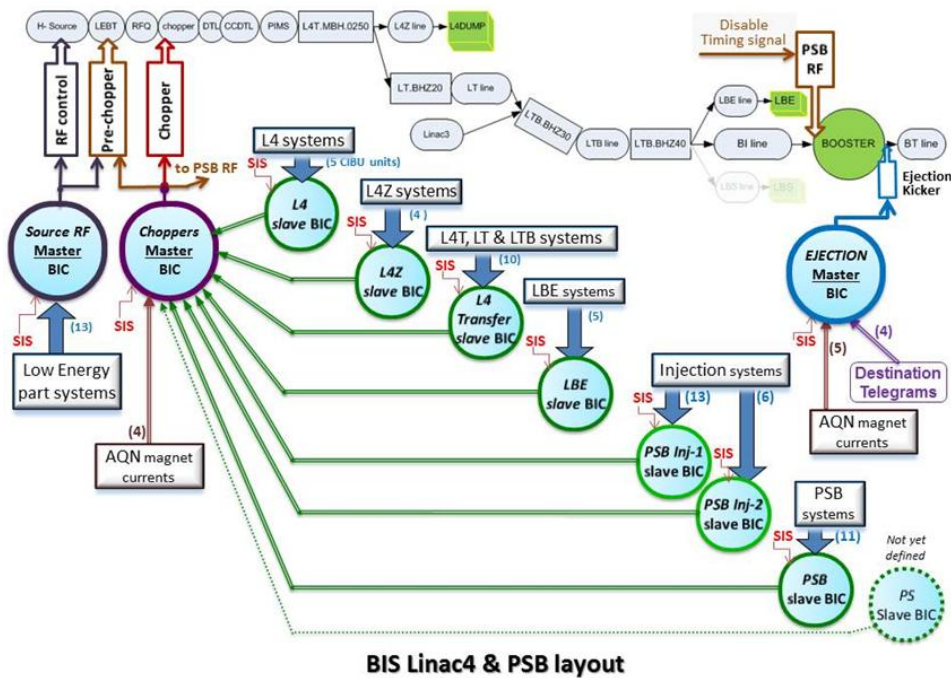 H- Source
LEBT
RFQ
chopper
DTL
CCDTL
PIMS
L4T.MBH.0250
L4Z line
L4DUMP
Disable
Timing signal
PSB
RF
LT.BHZ20
LT line
Linac3
LTB.BHZ30
LTB line
LTB.BHZ40
LBE line
LBE
BI line
BOOSTER
BT line
LBS line
LBS
Ejection
Kicker
RF control
Pre-chopper
Chopper
to PSB RF
L4 systems
(5 CIBU units)
SIS
L4
slave BIC
L4Z systems
(4)
SIS
L4Z
slave BIC
L4T, LT & LTB systems
(10)
SIS
L4
Transfer
slave BIC
LBE systems
(5)
SIS
LBE
slave BIC
Source RF
Master
BIC
Choppers
Master
BIC
EJECTION
Master
BIC
SIS
(13)
Low Energy
part systems
SIS
(4)
AQN magnet
currents
Injection systems
(13)
(6)
SIS
PSB Inj-1
slave BIC
SIS
PSB Inj-2
slave BIC
SIS
(5)
(4)
Destination
Telegrams
AQN magnet
currents
PSB
systems
SIS
(11)
PSB
slave BIC
Not yet
defined
PS
Slave BIC
BIS Linac4 & PSB layout